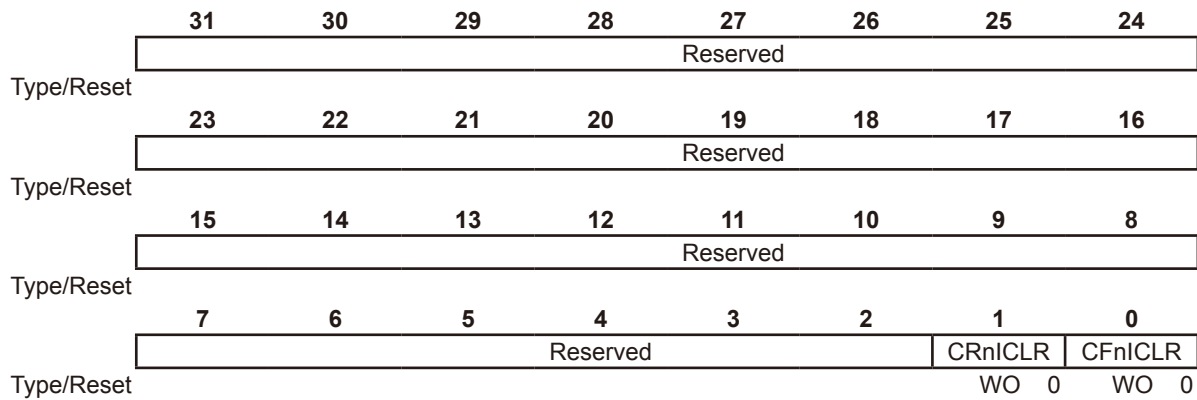 31 30 29 28 27 26 25 24
Reserved
Type/Reset
23 22 21 20 19 18 17 16
Reserved
Type/Reset
15 14 13 12 11 10 9 8
Reserved
Type/Reset
7 6 5 4 3 2 1 0
Reserved CRnICLR CFnICLR
Type/Reset WO 0 WO 0